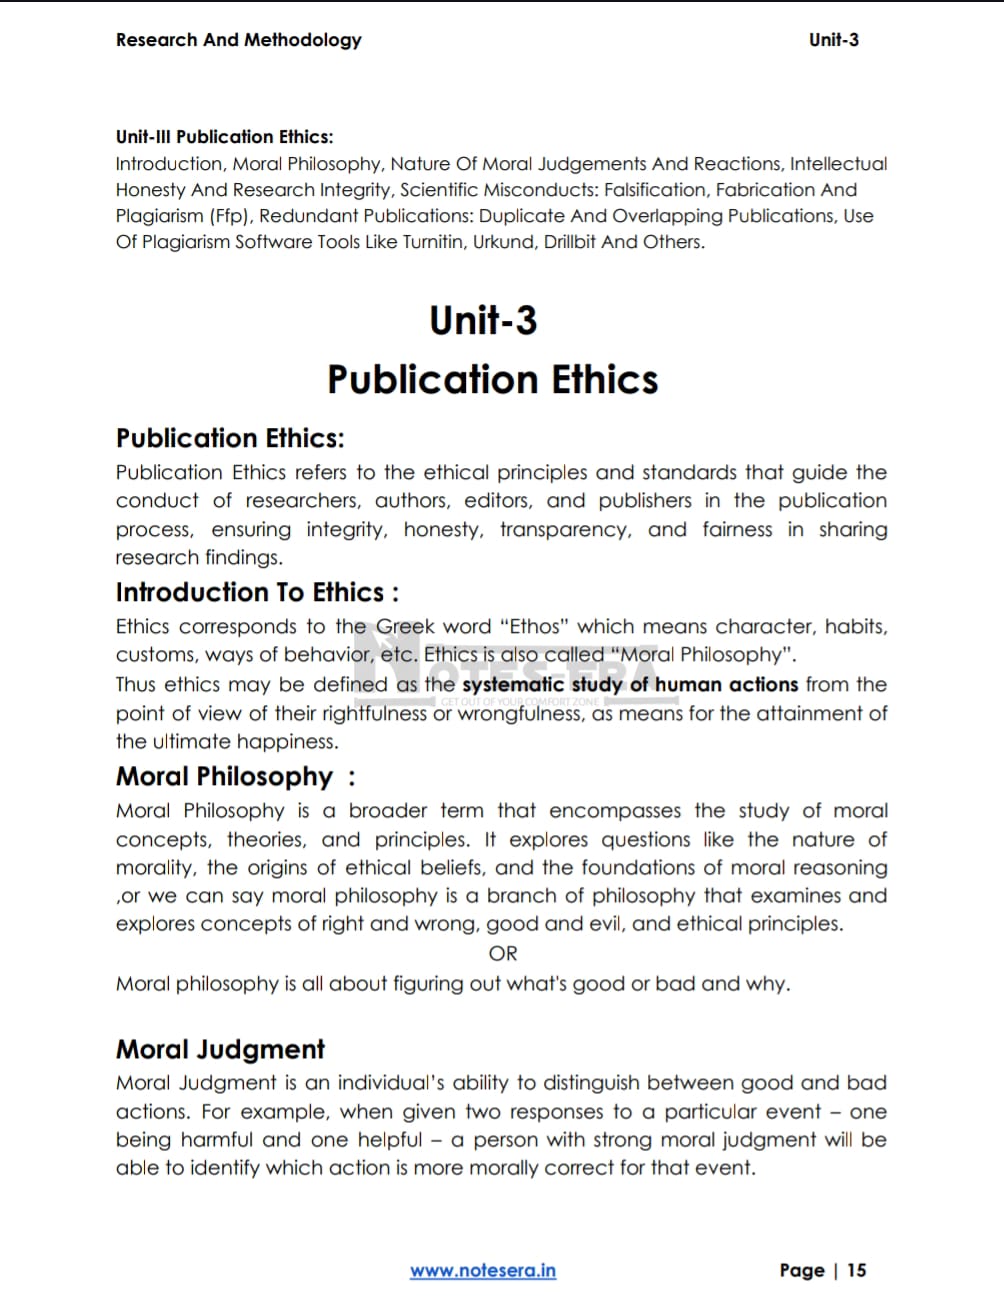 Research And Methodology Unit-3
Unit-III Publication Ethics:
Introduction, Moral Philosophy, Nature Of Moral Judgements And Reactions, Intellectual
Honesty And Research Integrity, Scientific Misconducts: Falsification, Fabrication And
Plagiarism (Ffp), Redundant Publications: Duplicate And Overlapping Publications, Use
Of Plagiarism Software Tools Like Turnitin, Urkund, Drillbit And Others.
Unit-3
Publication Ethics
Publication Ethics:
Publication Ethics refers to the ethical principles and standards that guide the
conduct of researchers, authors, editors, and publishers in the publication
process, ensuring integrity, honesty, transparency, and fairness in sharing
research findings.
Introduction To Ethics :
Ethics corresponds to the Greek word "Ethos" which means character, habits,
customs, ways of behavior, etc. Ethics is also called "Moral Philosophy".
NOTES-ERA
Thus ethics may be defined as the systematic study of human actions from the
GET OUT OF YOUR COMFORT ZONE
point of view of their rightfulness or wrongfulness, as means for the attainment of
the ultimate happiness.
Moral Philosophy :
Moral Philosophy is a broader term that encompasses the study of moral
concepts, theories, and principles. It explores questions like the nature of
morality, the origins of ethical beliefs, and the foundations of moral reasoning
,or we can say moral philosophy is a branch of philosophy that examines and
explores concepts of right and wrong, good and evil, and ethical principles.
OR
Moral philosophy is all about figuring out what's good or bad and why.
Moral Judgment
Moral Judgment is an individual's ability to distinguish between good and bad
actions. For example, when given two responses to a particular event – one
being harmful and one helpful – a person with strong moral judgment will be
able to identify which action is more morally correct for that event.
www.notesera.in Page | 15